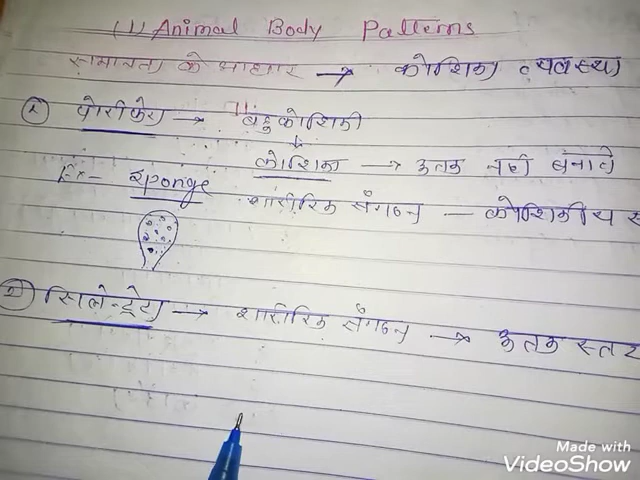 (1) Animal Body Patterns
समानता के आधार → कोशिका व्यवस्था
(1) पोरीफेरा → बहुकोशिकी
कोशिका → ऊतक नहीं बनाते
Ex- Sponge शारीरिक संगठन - कोशिकीय स
(2) सिलेन्ट्रेटा → शारीरिक संगठन → ऊतक स्तर
Made with
VideoShow